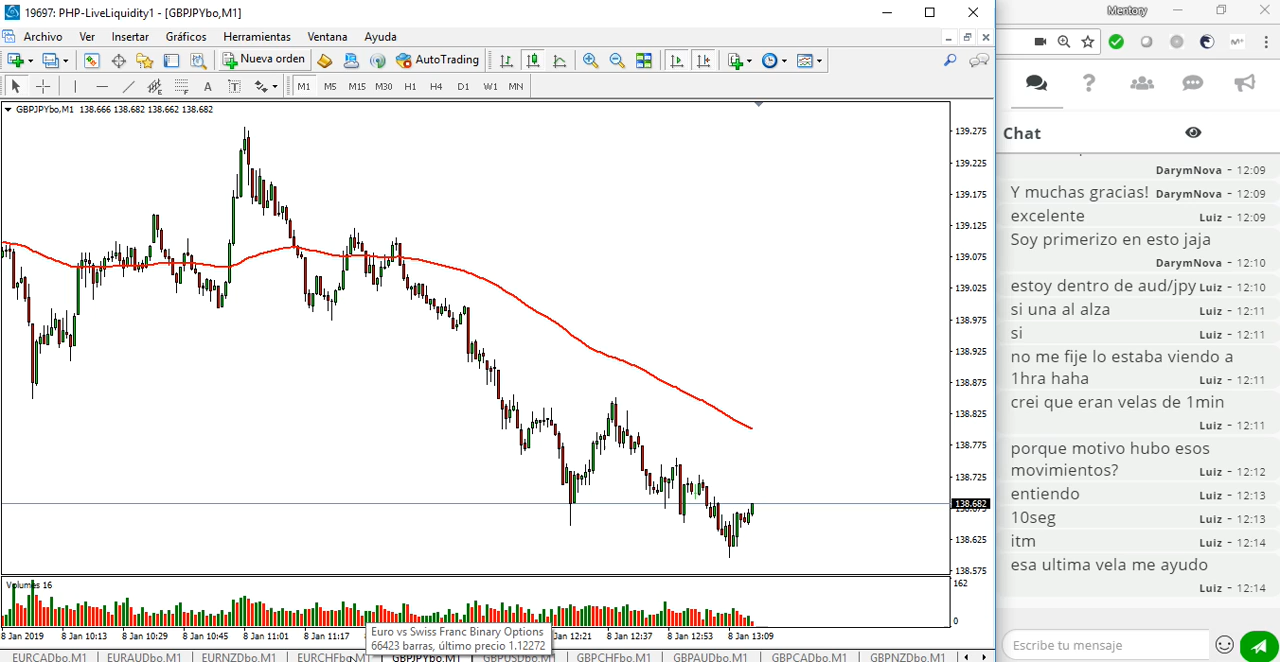 19697: PHP-LiveLiquidity1 - [GBPJPYbo,M1]
Archivo Ver Insertar Gráficos Herramientas Ventana Ayuda
Nueva orden AutoTrading
A T M1 M5 M15 M30 H1 H4 D1 W1 MN
GBPJPYbo,M1 138.666 138.682 138.662 138.682
139.275
139.225
139.175
139.125
139.075
139.025
138.975
138.925
138.875
138.825
138.775
138.725
138.682
138.625
138.575
Volumes 16
162
0
8 Jan 2019 8 Jan 10:13 8 Jan 10:29 8 Jan 10:45 8 Jan 11:01 8 Jan 11:17 Jan 12:21 8 Jan 12:37 8 Jan 12:53 8 Jan 13:09
Euro vs Swiss Franc Binary Options
66423 barras, último precio 1.12272
EURCADbo,M1 EURAUDbo,M1 EURNZDbo,M1 EURCHFbo,M1 GBPJPYbo,M1 GBPUSDbo,M1 GBPCHFbo,M1 GBPAUDbo,M1 GBPCADbo,M1 GBPNZDbo,M1
Mentory
Chat
DarymNova - 12:09
Y muchas gracias! DarymNova - 12:09
excelente Luiz - 12:09
Soy primerizo en esto jaja
DarymNova - 12:10
estoy dentro de aud/jpy Luiz - 12:10
si una al alza Luiz - 12:11
si Luiz - 12:11
no me fije lo estaba viendo a
1hra haha Luiz - 12:11
crei que eran velas de 1min
Luiz - 12:11
porque motivo hubo esos
movimientos? Luiz - 12:12
entiendo Luiz - 12:13
10seg Luiz - 12:13
itm Luiz - 12:14
esa ultima vela me ayudo
Luiz - 12:14
Escribe tu mensaje